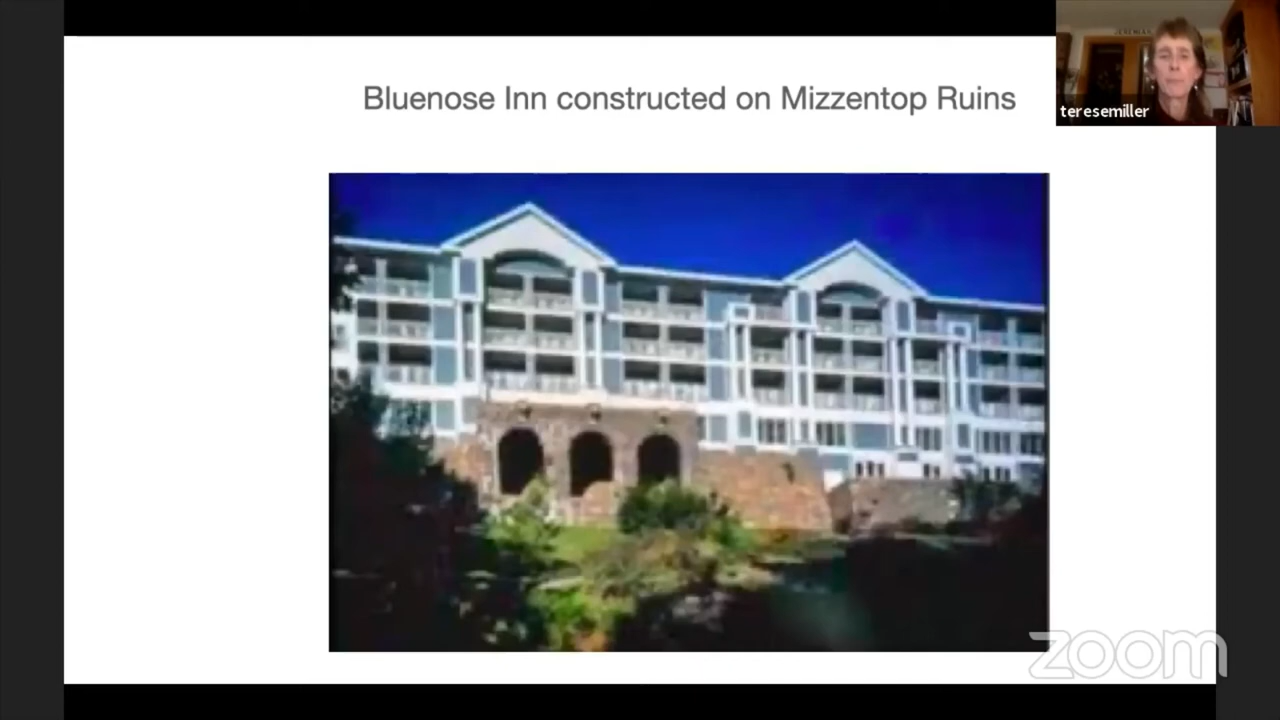 Bluenose Inn constructed on Mizzentop Ruins
teresemiller
zoom